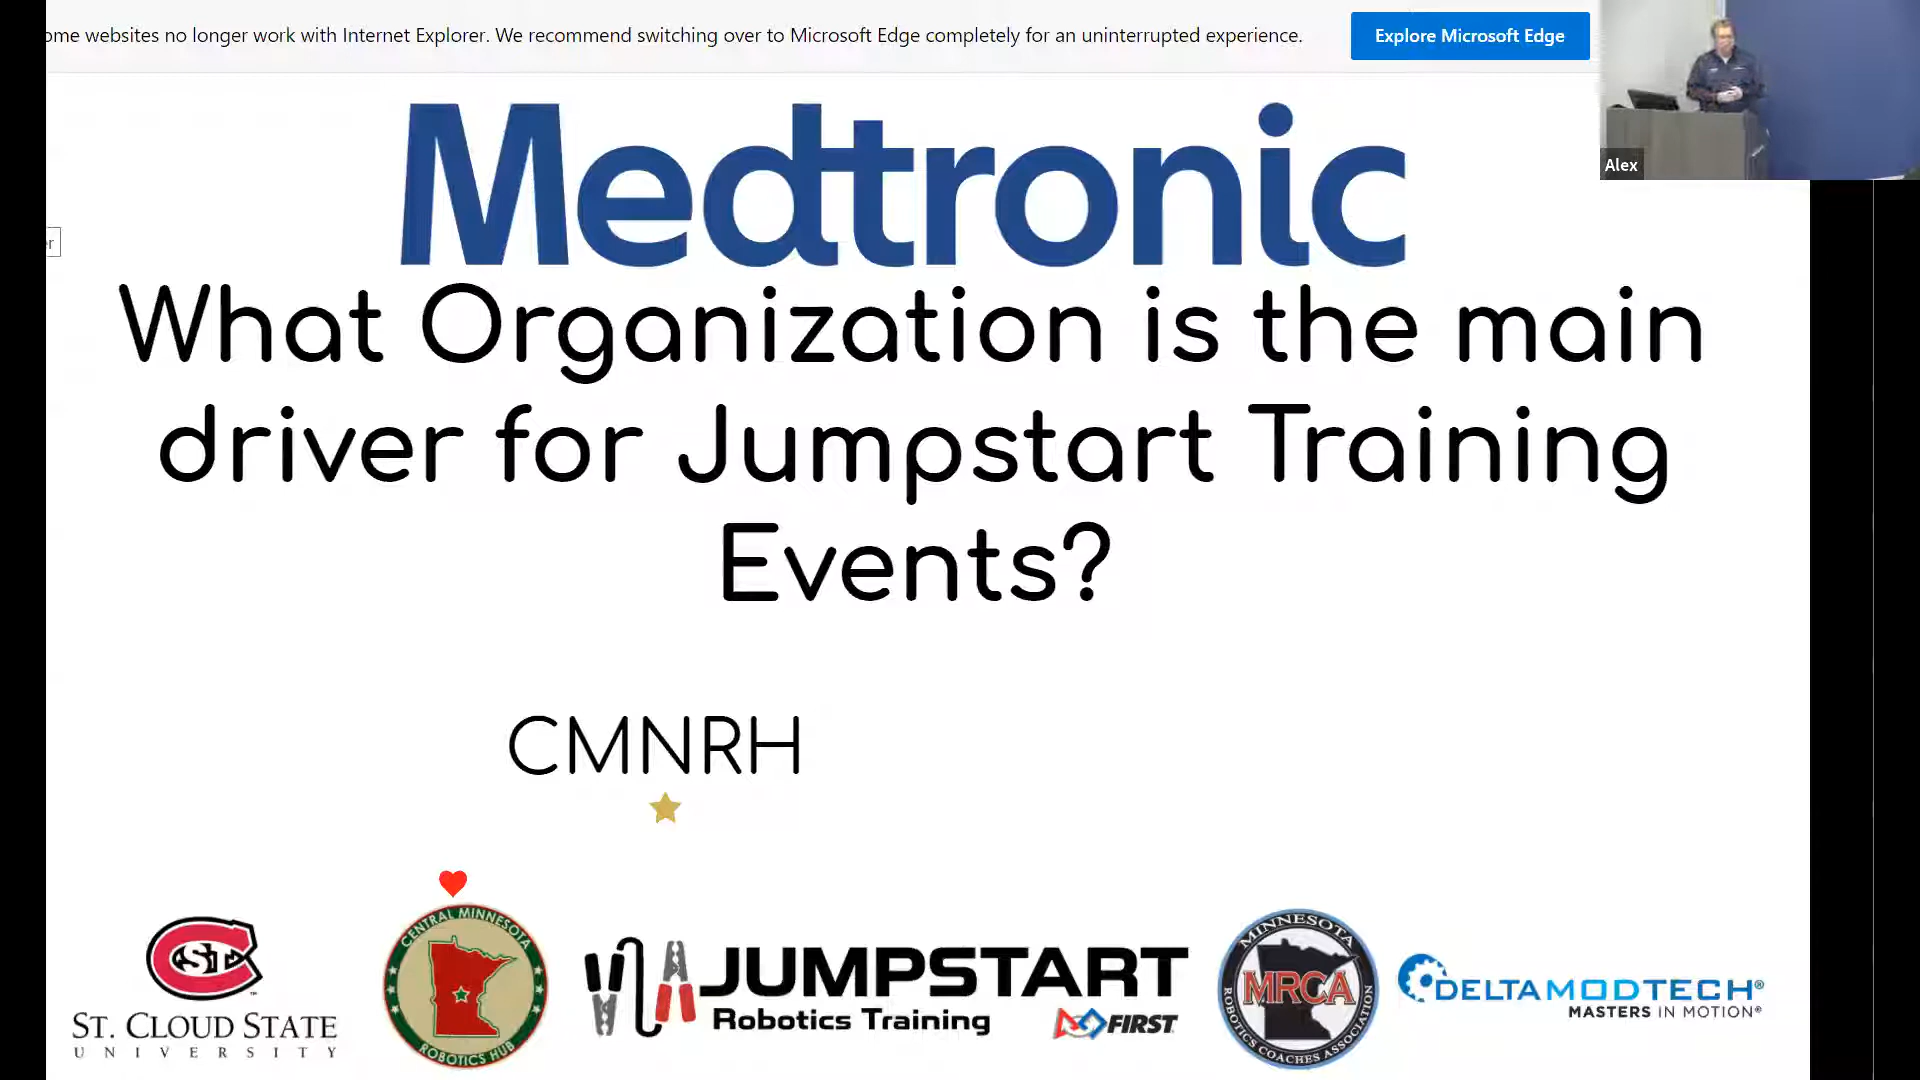 ome websites no longer work with Internet Explorer. We recommend switching over to Microsoft Edge completely for an uninterrupted experience.
Explore Microsoft Edge
Alex
Medtronic
er
What Organization is the main
driver for Jumpstart Training
Events?
CMNRH
ST. CLOUD STATE
UNIVERSITY
CENTRAL MINNESOTA
ROBOTICS HUB
JUMPSTART
Robotics Training
FIRST
MINNESOTA
MRCA
ROBOTICS COACHES ASSOCIATION
DELTAMODTECH®
MASTERS IN MOTION®